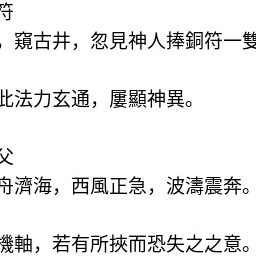 符
，窺古井，忽見神人捧銅符一雙
此法力玄通，屢顯神異。
父
舟濟海，西風正急，波濤震奔。
機軸，若有所挾而恐失之之意。